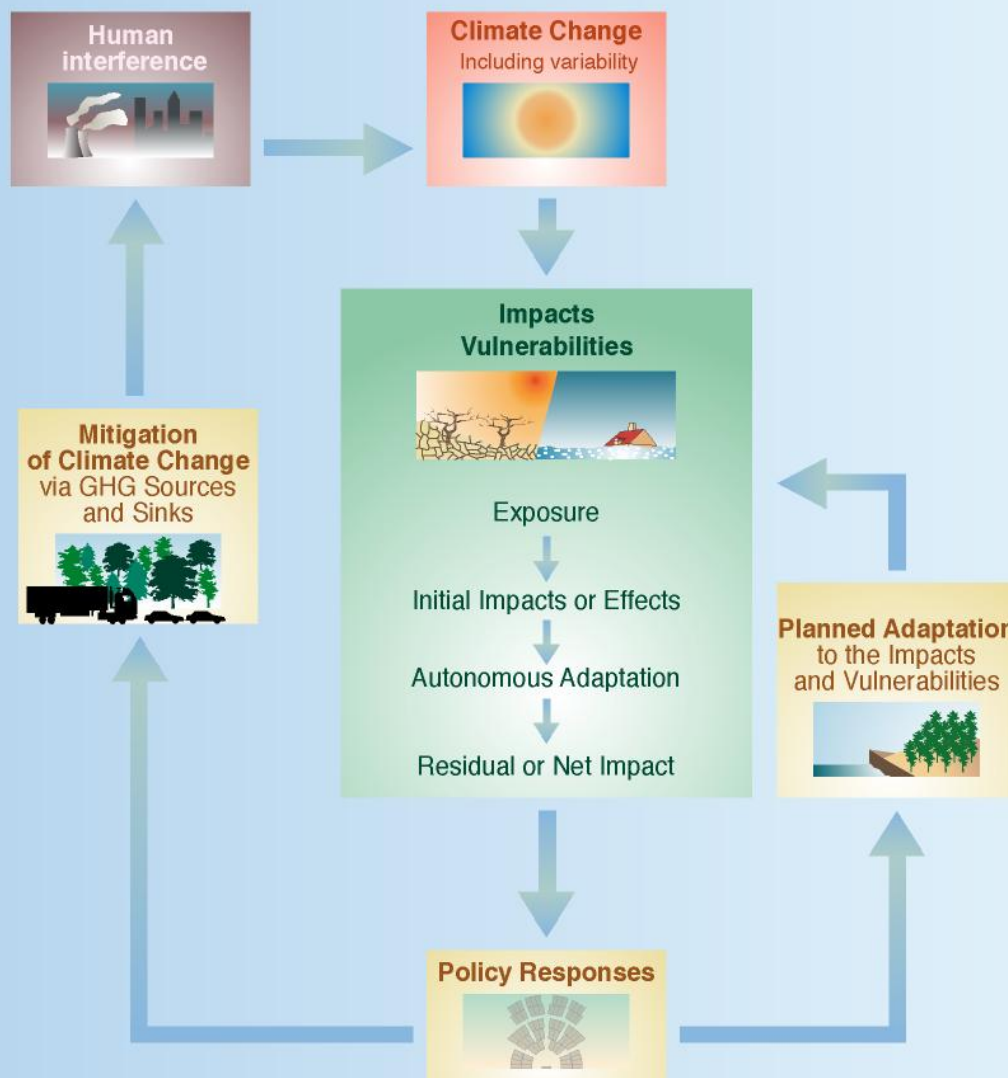 Human
interference
Climate Change
Including variability
Impacts
Vulnerabilities
Exposure
Initial Impacts or Effects
Autonomous Adaptation
Residual or Net Impact
Mitigation
of Climate Change
via GHG Sources
and Sinks
Planned Adaptation
to the Impacts
and Vulnerabilities
Policy Responses